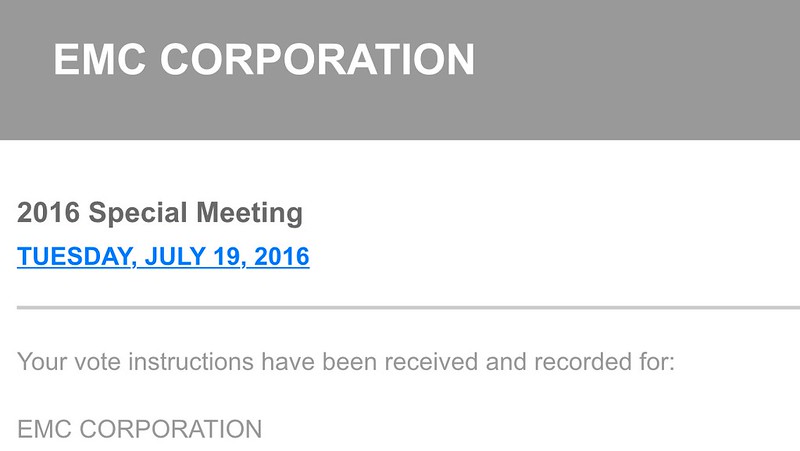 EMC CORPORATION
2016 Special Meeting
TUESDAY, JULY 19, 2016
Your vote instructions have been received and recorded for:
EMC CORPORATION